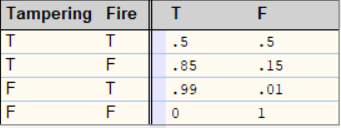 Tampering Fire T F
T T .5 .5
T F .85 .15
F T .99 .01
F F 0 1